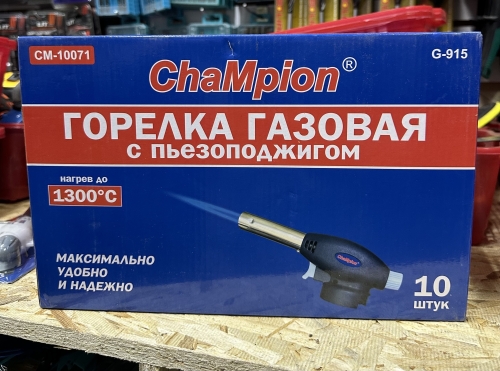 CM-10071
G-915
ChaMpion®
ГОРЕЛКА ГАЗОВАЯ
С ПЬЕЗОПОДЖИГОМ
нагрев до
1300°C
МАКСИМАЛЬНО
УДОБНО
И НАДЕЖНО
ChaMpion
10
штук